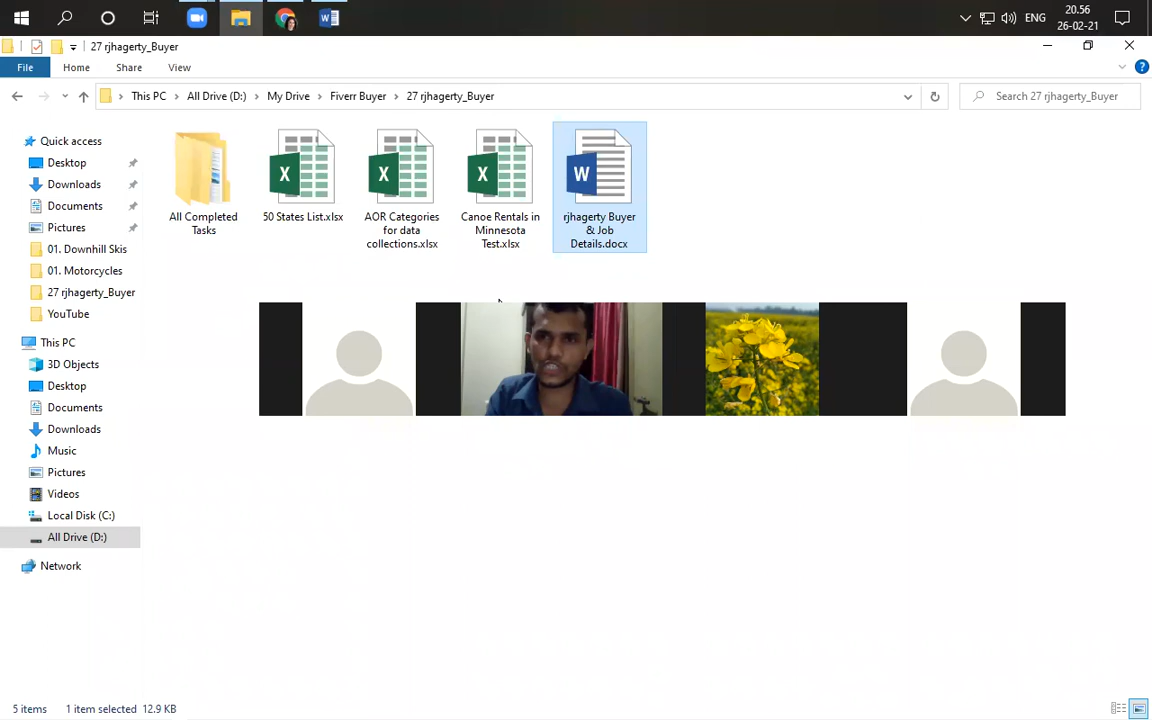 20.56
ENG
26-02-21
27 rjhagerty_Buyer
File
Home
Share
View
This PC
All Drive (D:)
My Drive
Fiverr Buyer
27 rjhagerty_Buyer
Search 27 rjhagerty_Buyer
Quick access
Desktop
Downloads
Documents
Pictures
01. Downhill Skis
01. Motorcycles
27 rjhagerty_Buyer
YouTube
This PC
3D Objects
Desktop
Documents
Downloads
Music
Pictures
Videos
Local Disk (C:)
All Drive (D:)
Network
All Completed
Tasks
50 States List.xlsx
AOR Categories
for data
collections.xlsx
Canoe Rentals in
Minnesota
Test.xlsx
rjhagerty Buyer
& Job
Details.docx
5 items
1 item selected 12.9 KB